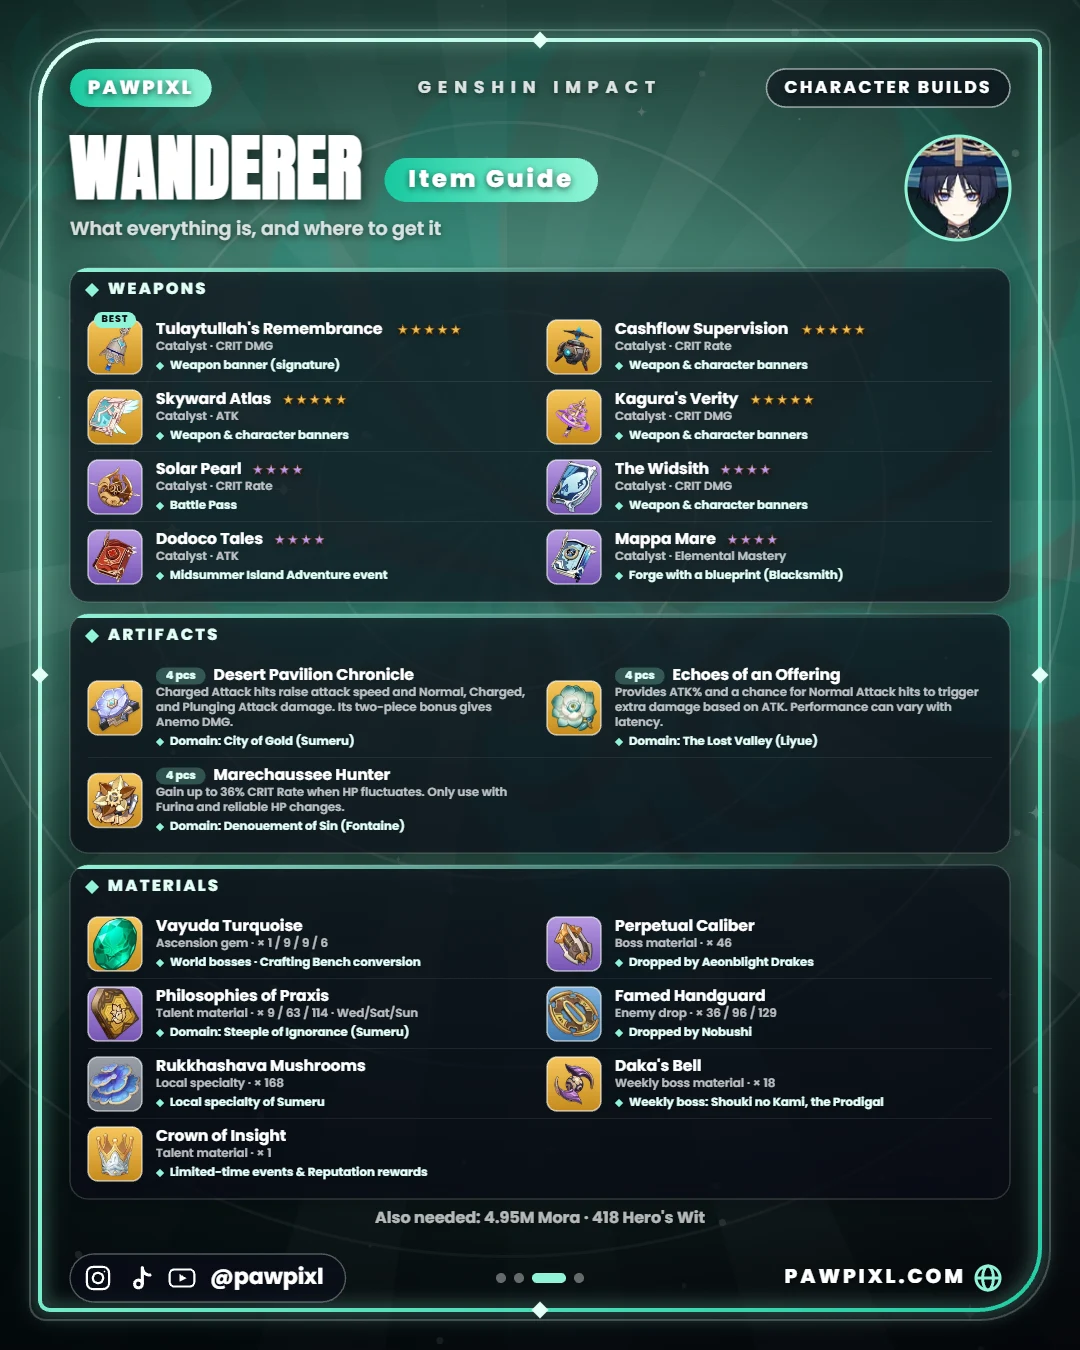 PAWPIXL
GENSHIN IMPACT
CHARACTER BUILDS
WANDERER
Item Guide
What everything is, and where to get it
WEAPONS
BEST
Tulaytullah's Remembrance ★★★★★
Catalyst · CRIT DMG
Weapon banner (signature)
Cashflow Supervision ★★★★★
Catalyst · CRIT Rate
Weapon & character banners
Skyward Atlas ★★★★★
Catalyst · ATK
Weapon & character banners
Kagura's Verity ★★★★★
Catalyst · CRIT DMG
Weapon & character banners
Solar Pearl ★★★★
Catalyst · CRIT Rate
Battle Pass
The Widsith ★★★★
Catalyst · CRIT DMG
Weapon & character banners
Dodoco Tales ★★★★
Catalyst · ATK
Midsummer Island Adventure event
Mappa Mare ★★★★
Catalyst · Elemental Mastery
Forge with a blueprint (Blacksmith)
ARTIFACTS
4 pcs Desert Pavilion Chronicle
Charged Attack hits raise attack speed and Normal, Charged,
and Plunging Attack damage. Its two-piece bonus gives
Anemo DMG.
Domain: City of Gold (Sumeru)
4 pcs Echoes of an Offering
Provides ATK% and a chance for Normal Attack hits to trigger
extra damage based on ATK. Performance can vary with
latency.
Domain: The Lost Valley (Liyue)
4 pcs Marechaussee Hunter
Gain up to 36% CRIT Rate when HP fluctuates. Only use with
Furina and reliable HP changes.
Domain: Denouement of Sin (Fontaine)
MATERIALS
Vayuda Turquoise
Ascension gem · × 1 / 9 / 9 / 6
World bosses · Crafting Bench conversion
Perpetual Caliber
Boss material · × 46
Dropped by Aeonblight Drakes
Philosophies of Praxis
Talent material · × 9 / 63 / 114 · Wed/Sat/Sun
Domain: Steeple of Ignorance (Sumeru)
Famed Handguard
Enemy drop · × 36 / 96 / 129
Dropped by Nobushi
Rukkhashava Mushrooms
Local specialty · × 168
Local specialty of Sumeru
Daka's Bell
Weekly boss material · × 18
Weekly boss: Shouki no Kami, the Prodigal
Crown of Insight
Talent material · × 1
Limited-time events & Reputation rewards
Also needed: 4.95M Mora · 418 Hero's Wit
@pawpixl
PAWPIXL.COM